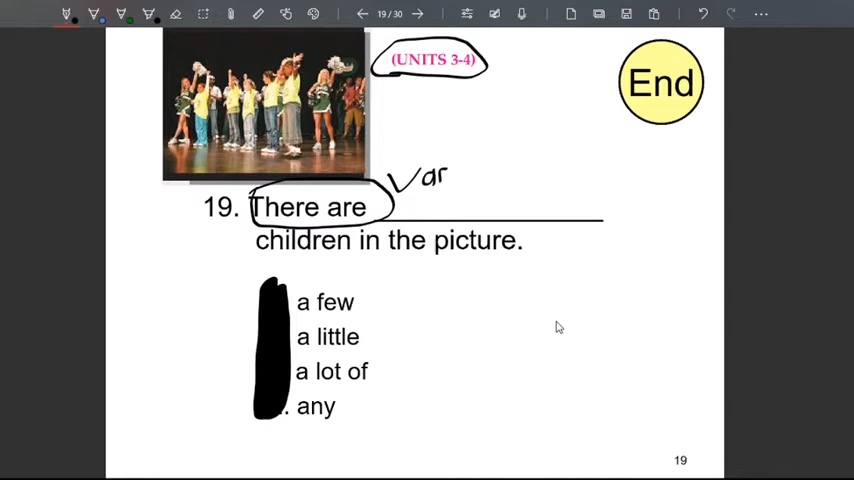 19 / 30
(UNITS 3-4)
End
Var
19. There are ____________
children in the picture.
a few
a little
a lot of
. any
19